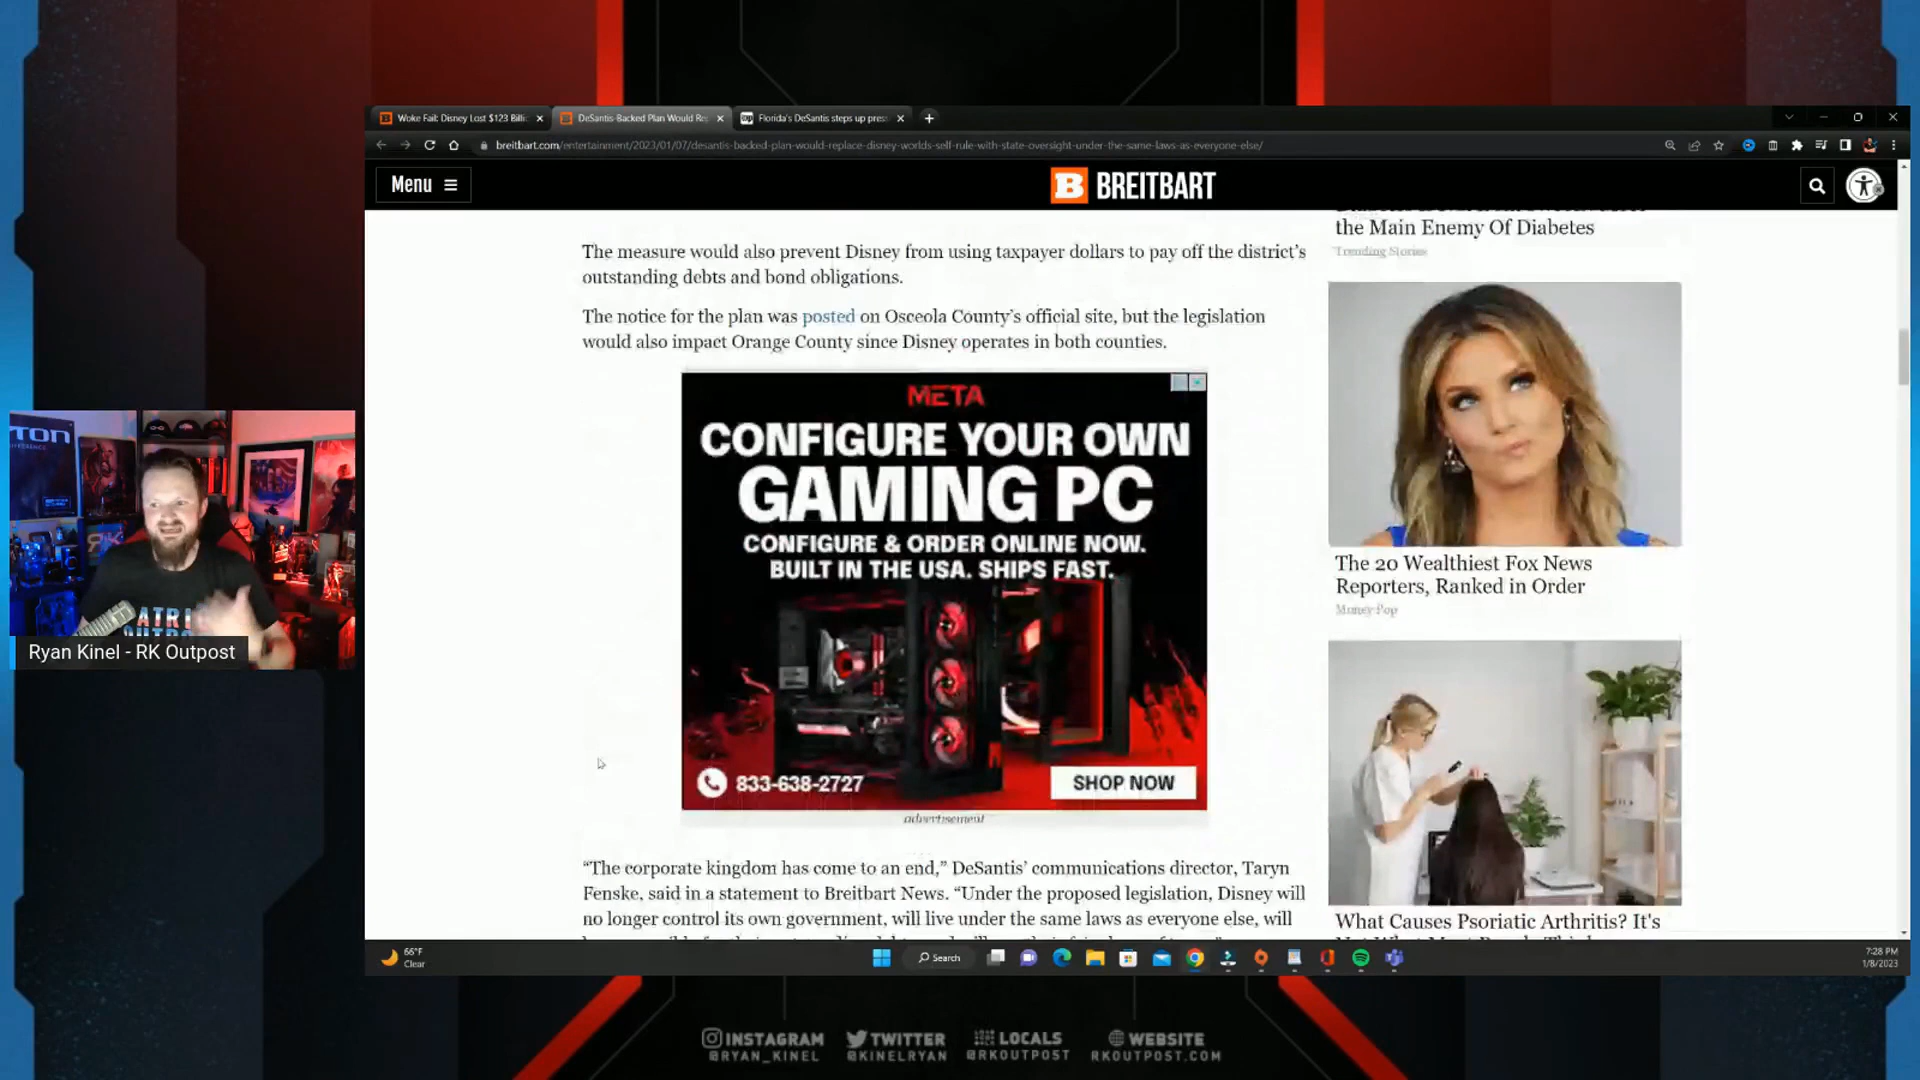 Woke Fail: Disney Lost $123 Billi
DeSantis-Backed Plan Would Re
Florida's DeSantis steps up pres
breitbart.com/entertainment/2023/01/07/desantis-backed-plan-would-replace-disney-worlds-self-rule-with-state-oversight-under-the-same-laws-as-everyone-else/
Menu
B BREITBART
the Main Enemy Of Diabetes
Trending Stories
The measure would also prevent Disney from using taxpayer dollars to pay off the district's
outstanding debts and bond obligations.
The notice for the plan was posted on Osceola County's official site, but the legislation
would also impact Orange County since Disney operates in both counties.
META
CONFIGURE YOUR OWN
GAMING PC
CONFIGURE & ORDER ONLINE NOW.
BUILT IN THE USA. SHIPS FAST.
833-638-2727
SHOP NOW
advertisement
The 20 Wealthiest Fox News
Reporters, Ranked in Order
Money Pop
TON
Ryan Kinel - RK Outpost
"The corporate kingdom has come to an end," DeSantis' communications director, Taryn
Fenske, said in a statement to Breitbart News. "Under the proposed legislation, Disney will
no longer control its own government, will live under the same laws as everyone else, will
What Causes Psoriatic Arthritis? It's
66°F
Clear
Search
7:28 PM
1/8/2023
INSTAGRAM
@RYAN_KINEL
TWITTER
@KINELRYAN
LOCALS
@RKOUTPOST
WEBSITE
RKOUTPOST.COM